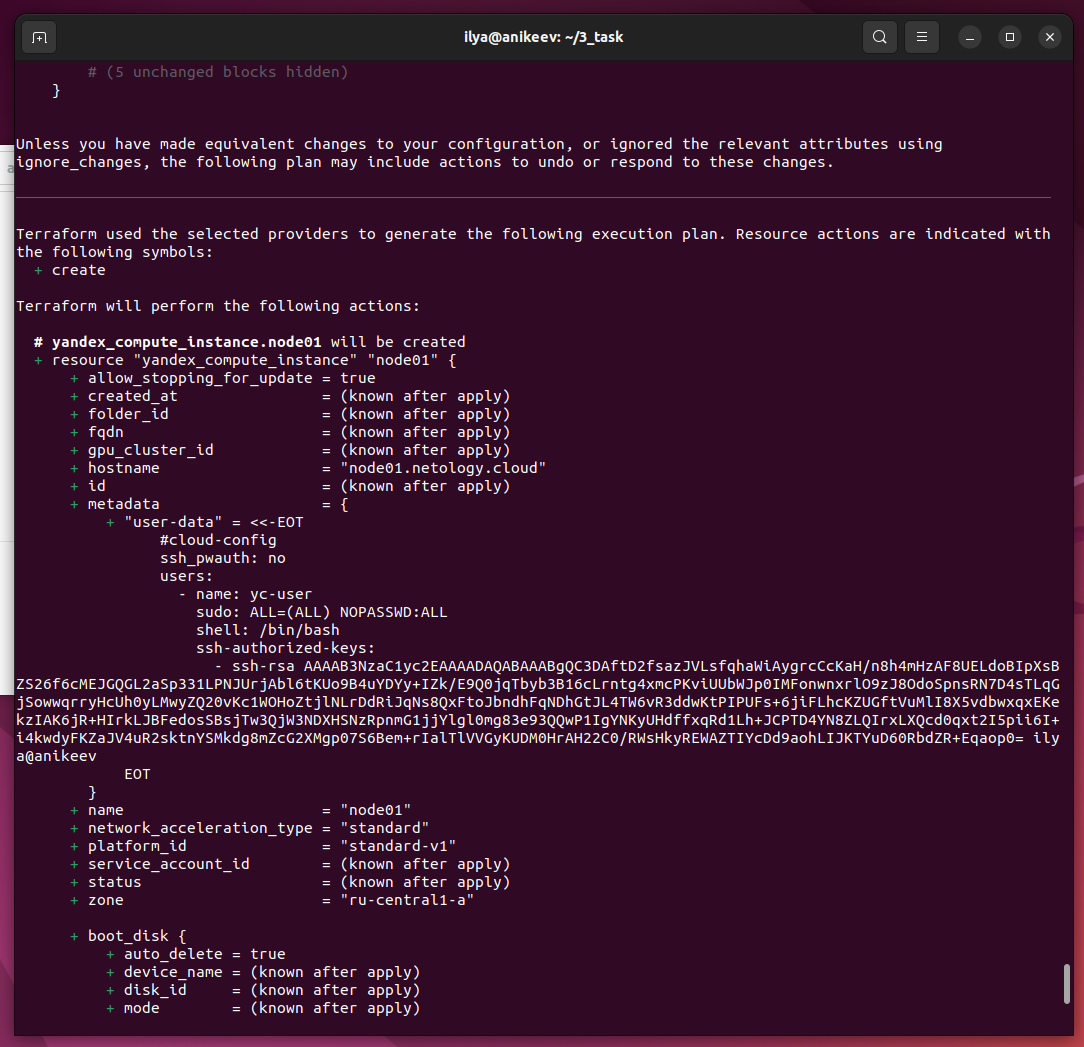 ilya@anikeev: ~/3_task
# (5 unchanged blocks hidden)
}
Unless you have made equivalent changes to your configuration, or ignored the relevant attributes using
ignore_changes, the following plan may include actions to undo or respond to these changes.
Terraform used the selected providers to generate the following execution plan. Resource actions are indicated with
the following symbols:
+ create
Terraform will perform the following actions:
# yandex_compute_instance.node01 will be created
+ resource "yandex_compute_instance" "node01" {
+ allow_stopping_for_update = true
+ created_at = (known after apply)
+ folder_id = (known after apply)
+ fqdn = (known after apply)
+ gpu_cluster_id = (known after apply)
+ hostname = "node01.netology.cloud"
+ id = (known after apply)
+ metadata = {
+ "user-data" = <<-EOT
#cloud-config
ssh_pwauth: no
users:
- name: yc-user
sudo: ALL=(ALL) NOPASSWD:ALL
shell: /bin/bash
ssh-authorized-keys:
- ssh-rsa AAAAB3NzaC1yc2EAAAADAQABAAABgQC3DAftD2fsazJVLsfqhaWiAygrcCcKaH/n8h4mHzAF8UELdoBIpXsB
ZS26f6cMEJGQGL2aSp331LPNJUrjAbl6tKUo9B4uYDYy+IZk/E9Q0jqTbyb3B16cLrntg4xmcPKviUUbWJp0IMFonwnxrlO9zJ8OdoSpnsRN7D4sTLqG
jSowwqrryHcUh0yLMwyZQ20vKc1WOHoZtjlNLrDdRiJqNs8QxFtoJbndhFqNDhGtJL4TW6vR3ddwKtPIPUFs+6jiFLhcKZUGftVuMlI8X5vdbwxqxEKe
kzIAK6jR+HIrkLJBFedosSBsjTw3QjW3NDXHSNzRpnmG1jjYlgl0mg83e93QQwP1IgYNKyUHdffxqRd1Lh+JCPTD4YN8ZLQIrxLXQcd0qxt2I5pii6I+
i4kwdyFKZaJV4uR2sktnYSMkdg8mZcG2XMgp07S6Bem+rIalTlVVGyKUDM0HrAH22C0/RWsHkyREWAZTIYcDd9aohLIJKTYuD60RbdZR+Eqaop0= ily
a@anikeev
EOT
}
+ name = "node01"
+ network_acceleration_type = "standard"
+ platform_id = "standard-v1"
+ service_account_id = (known after apply)
+ status = (known after apply)
+ zone = "ru-central1-a"
+ boot_disk {
+ auto_delete = true
+ device_name = (known after apply)
+ disk_id = (known after apply)
+ mode = (known after apply)